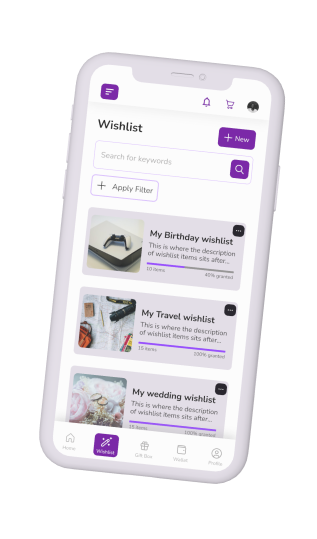 Wishlist
+ New
Search for keywords
+ Apply Filter
My Birthday wishlist
This is where the description
of wishlist items sits after...
10 items
40% granted
My Travel wishlist
This is where the description
of wishlist items sits after...
15 items
100% granted
My wedding wishlist
This is where the description
of wishlist items sits after...
15 items
100% granted
Home
Wishlist
Gift Box
Wallet
Profile